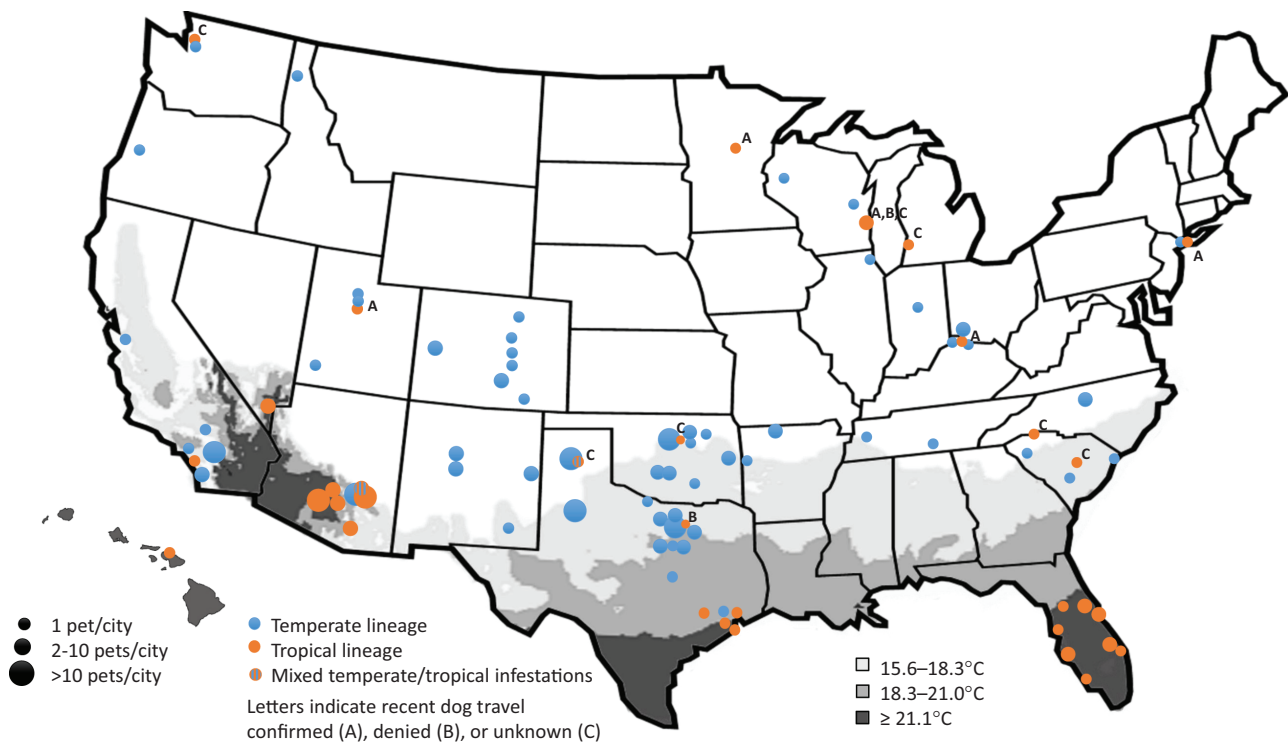 C
A
A,B,C
C
A
A
A
C
C
C
C
B
1 pet/city
2-10 pets/city
>10 pets/city
Temperate lineage
Tropical lineage
Mixed temperate/tropical infestations
Letters indicate recent dog travel
confirmed (A), denied (B), or unknown (C)
15.6–18.3°C
18.3–21.0°C
≥ 21.1°C